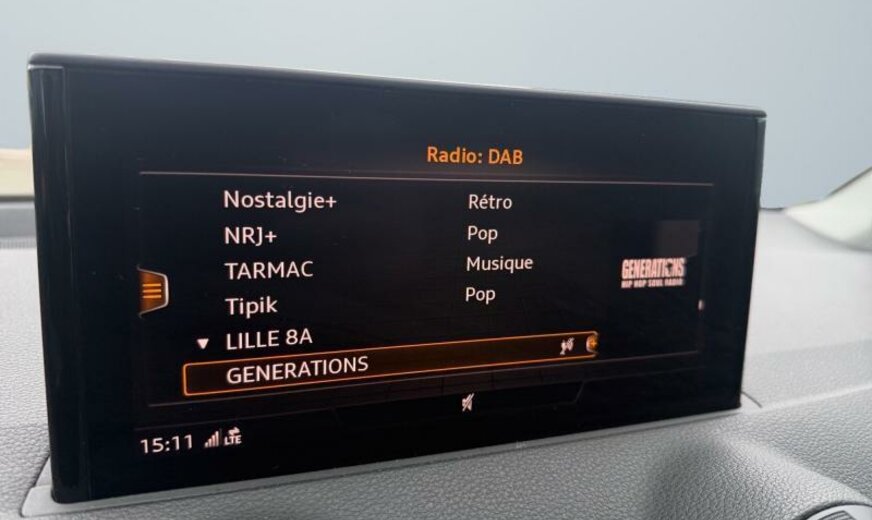 Radio: DAB
Nostalgie+ Rétro
NRJ+ Pop
TARMAC Musique
Tipik Pop
LILLE 8A
GENERATIONS
GENERATIONS
HIP HOP SOUL RADIO
15:11 LTE